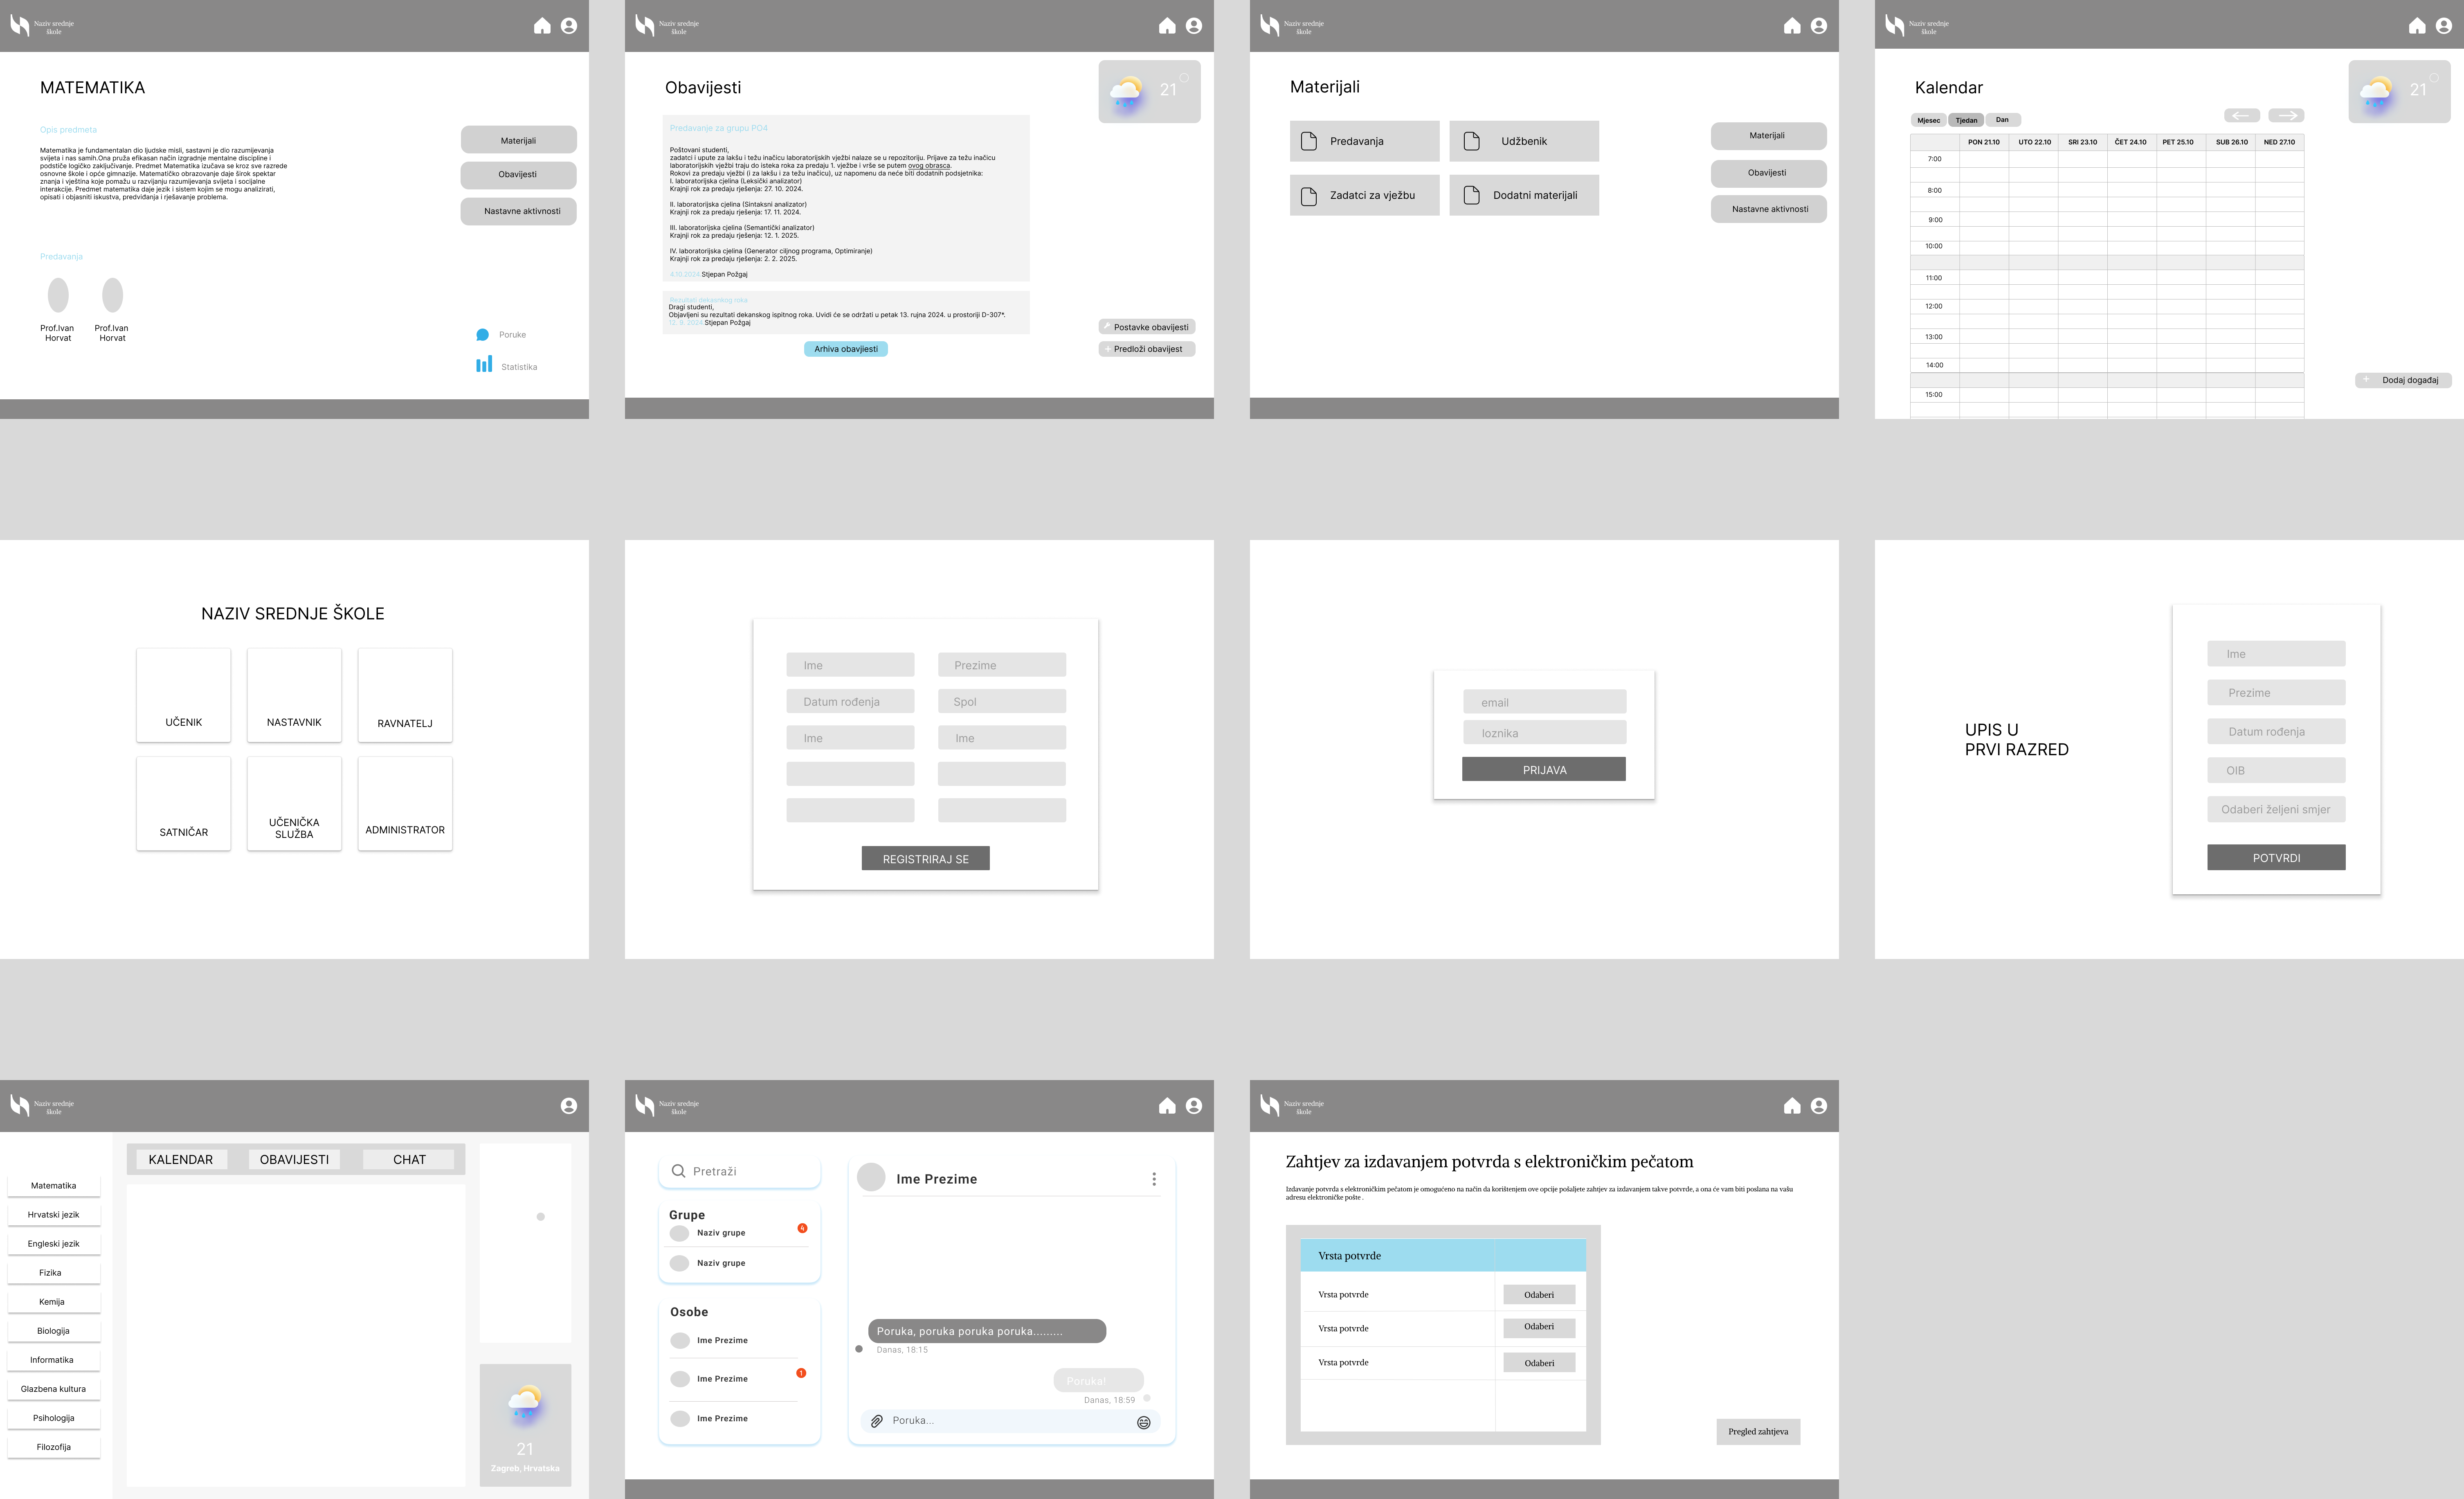 Naziv srednje
škole
MATEMATIKA
Opis predmeta
Matematika je fundamentalan dio ljudske misli, sastavni je dio razumijevanja
svijeta i nas samih.Ona pruža efikasan način izgradnje mentalne discipline i
podstiče logičko zaključivanje. Predmet Matematika izučava se kroz sve razrede
osnovne škole i opće gimnazije. Matematičko obrazovanje daje širok spektar
znanja i vještina koje pomažu u razvijanju razumijevanja svijeta i socijalne
interakcije. Predmet matematika daje jezik i sistem kojim se mogu analizirati,
opisati i objasniti iskustva, predviđanja i rješavanje problema.
Materijali
Obavijesti
Nastavne aktivnosti
Predavanja
Prof.Ivan
Horvat
Prof.Ivan
Horvat
Poruke
Statistika
Naziv srednje
škole
Obavijesti
21
Predavanje za grupu PO4
Poštovani studenti,
zadatci i upute za lakšu i težu inačicu laboratorijskih vježbi nalaze se u repozitoriju. Prijave za težu inačicu
laboratorijskih vježbi traju do isteka roka za predaju 1. vježbe i vrše se putem ovog obrasca.
Rokovi za predaju vježbi (i za lakšu i za težu inačicu), uz napomenu da neće biti dodatnih podsjetnika:
I. laboratorijska cjelina (Leksički analizator)
Krajnji rok za predaju rješenja: 27. 10. 2024.
II. laboratorijska cjelina (Sintaksni analizator)
Krajnji rok za predaju rješenja: 17. 11. 2024.
III. laboratorijska cjelina (Semantički analizator)
Krajnji rok za predaju rješenja: 12. 1. 2025.
IV. laboratorijska cjelina (Generator ciljnog programa, Optimiranje)
Krajnji rok za predaju rješenja: 2. 2. 2025.
4.10.2024 Stjepan Požgaj
Rezultati dekanskog roka
Dragi studenti,
Objavljeni su rezultati dekanskog ispitnog roka. Uvidi će se održati u petak 13. rujna 2024. u prostoriji D-307*.
12. 9. 2024 Stjepan Požgaj
Arhiva obavjiesti
Postavke obavijesti
+ Predloži obavijest
Naziv srednje
škole
Materijali
Predavanja
Udžbenik
Zadatci za vježbu
Dodatni materijali
Materijali
Obavijesti
Nastavne aktivnosti
Naziv srednje
škole
Kalendar
21
Mjesec
Tjedan
Dan
PON 21.10
UTO 22.10
SRI 23.10
ČET 24.10
PET 25.10
SUB 26.10
NED 27.10
7:00
8:00
9:00
10:00
11:00
12:00
13:00
14:00
15:00
+ Dodaj događaj
NAZIV SREDNJE ŠKOLE
UČENIK
NASTAVNIK
RAVNATELJ
SATNIČAR
UČENIČKA
SLUŽBA
ADMINISTRATOR
Ime
Prezime
Datum rođenja
Spol
Ime
Ime
REGISTRIRAJ SE
email
loznika
PRIJAVA
UPIS U
PRVI RAZRED
Ime
Prezime
Datum rođenja
OIB
Odaberi željeni smjer
POTVRDI
Naziv srednje
škole
KALENDAR
OBAVIJESTI
CHAT
Matematika
Hrvatski jezik
Engleski jezik
Fizika
Kemija
Biologija
Informatika
Glazbena kultura
Psihologija
Filozofija
21
Zagreb, Hrvatska
Naziv srednje
škole
Pretraži
Grupe
Naziv grupe
4
Naziv grupe
Osobe
Ime Prezime
Ime Prezime
1
Ime Prezime
Ime Prezime
Poruka, poruka poruka poruka.........
Danas, 18:15
Poruka!
Danas, 18:59
Poruka...
Naziv srednje
škole
Zahtjev za izdavanjem potvrda s elektroničkim pečatom
Izdavanje potvrda s elektroničkim pečatom je omogućeno na način da korištenjem ove opcije pošaljete zahtjev za izdavanjem takve potvrde, a ona će vam biti poslana na vašu
adresu elektroničke pošte .
Vrsta potvrde
Vrsta potvrde
Odaberi
Vrsta potvrde
Odaberi
Vrsta potvrde
Odaberi
Pregled zahtjeva